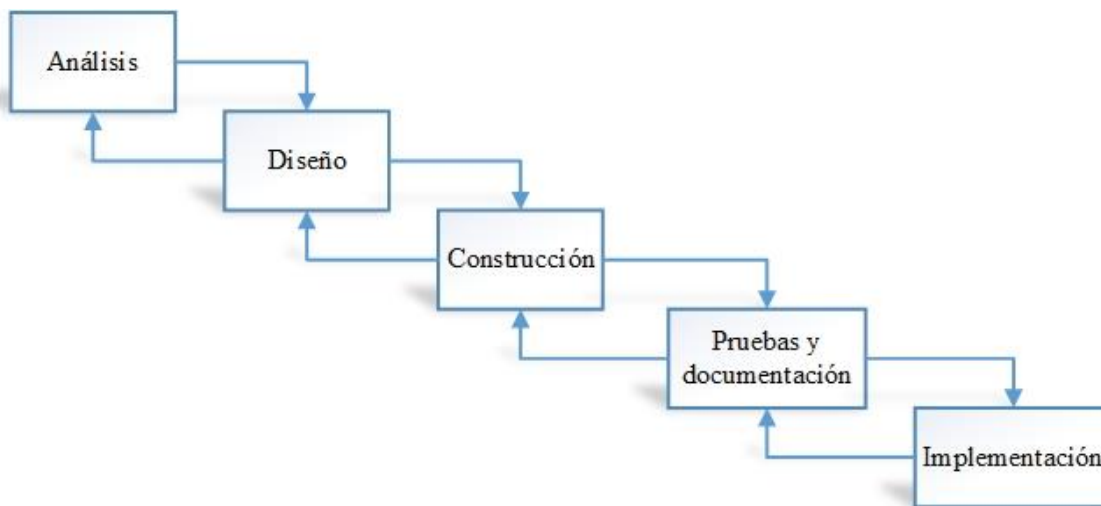 Análisis
Diseño
Construcción
Pruebas y
documentación
Implementación